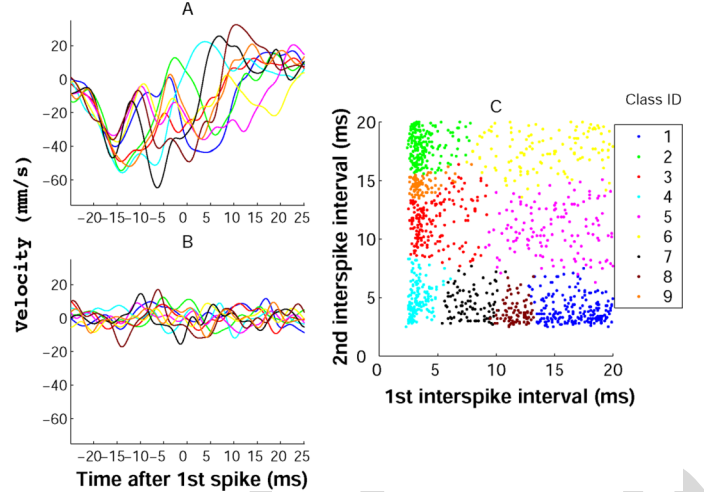 A
20
0
−20
−40
−60
−20−15−10−5 0 5 10 15 20 25
B
20
0
−20
−40
−60
−20−15−10−5 0 5 10 15 20 25
Time after 1st spike (ms)
Velocity (mm/s)
C
20
15
10
5
0
0 5 10 15 20
1st interspike interval (ms)
2nd interspike interval (ms)
Class ID
1
2
3
4
5
6
7
8
9